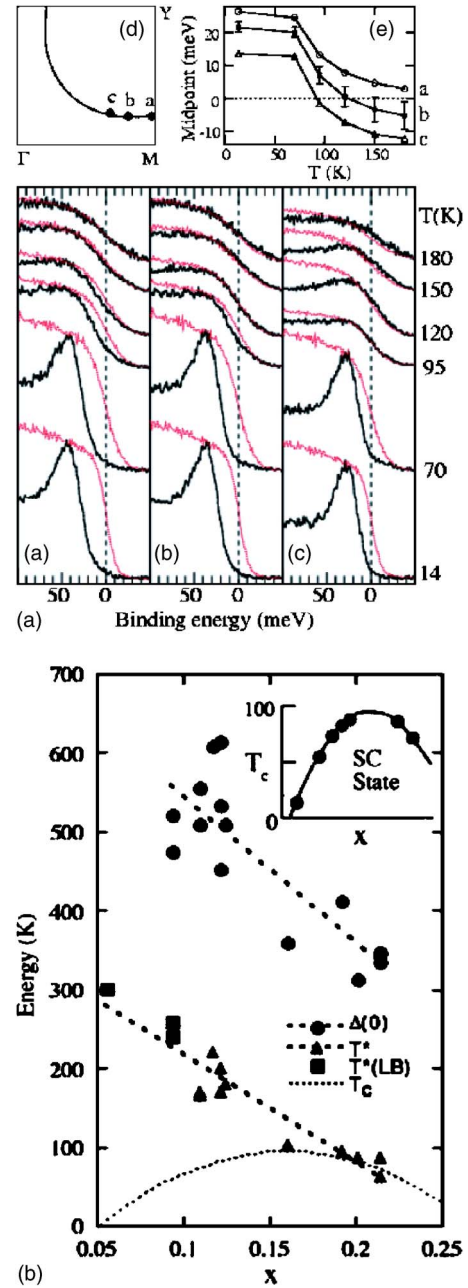 (d)
Y
c
b
a
Γ
M
(e)
Midpoint (meV)
20
10
0
-10
a
b
c
0
50
100
150
T (K)
T(K)
180
150
120
95
70
14
(a)
(b)
(c)
50
0
50
0
50
0
(a)
Binding energy (meV)
700
600
500
400
300
200
100
0
Energy (K)
100
T_c
0
SC
State
X
Δ(0)
T*
T*(LB)
T_c
0.05
0.1
0.15
0.2
0.25
(b)
X